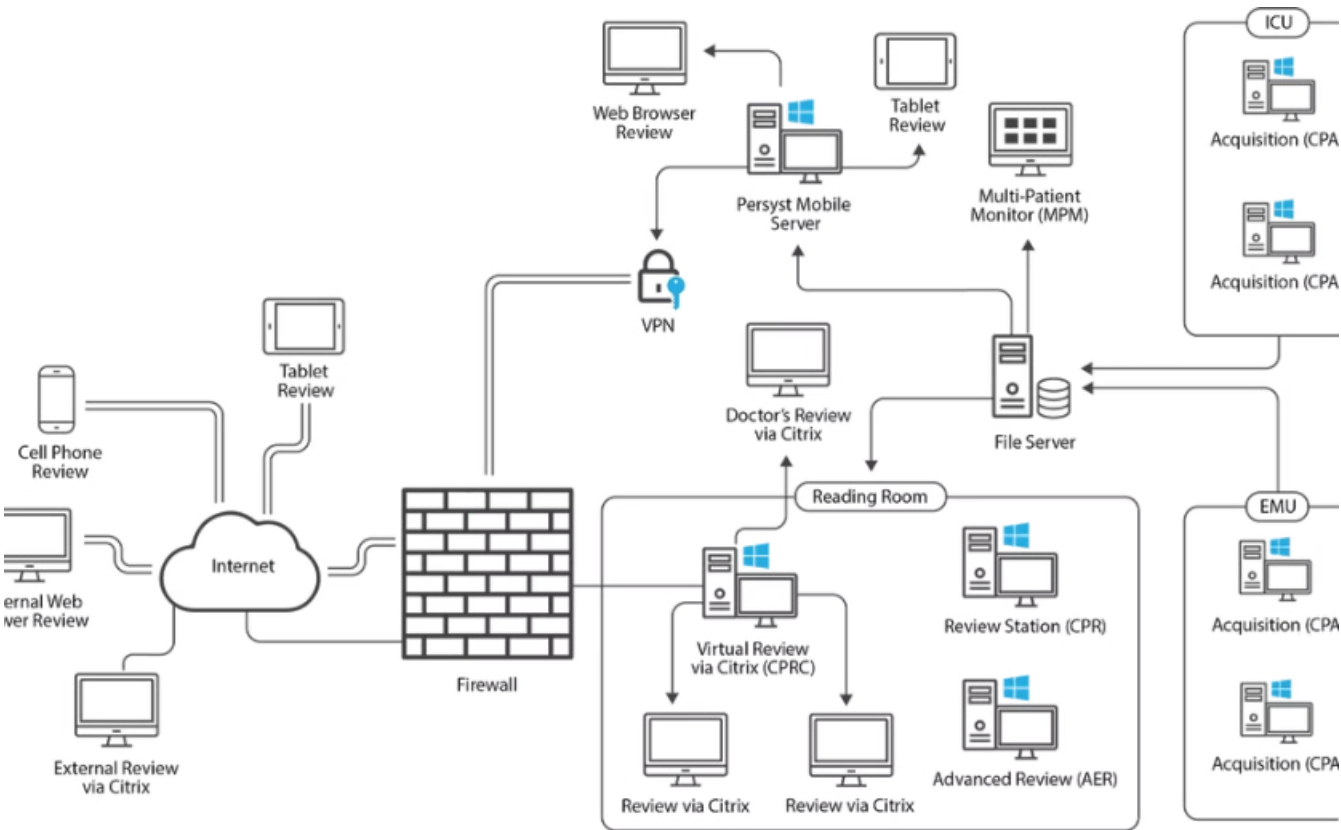 ICU
Acquisition (CPA
Acquisition (CPA
Web Browser
Review
Tablet
Review
Persyst Mobile
Server
Multi-Patient
Monitor (MPM)
VPN
Tablet
Review
Cell Phone
Review
Doctor's Review
via Citrix
File Server
Reading Room
EMU
Internet
ernal Web
wer Review
Firewall
Virtual Review
via Citrix (CPRC)
Review Station (CPR)
Acquisition (CPA
External Review
via Citrix
Review via Citrix
Review via Citrix
Advanced Review (AER)
Acquisition (CPA